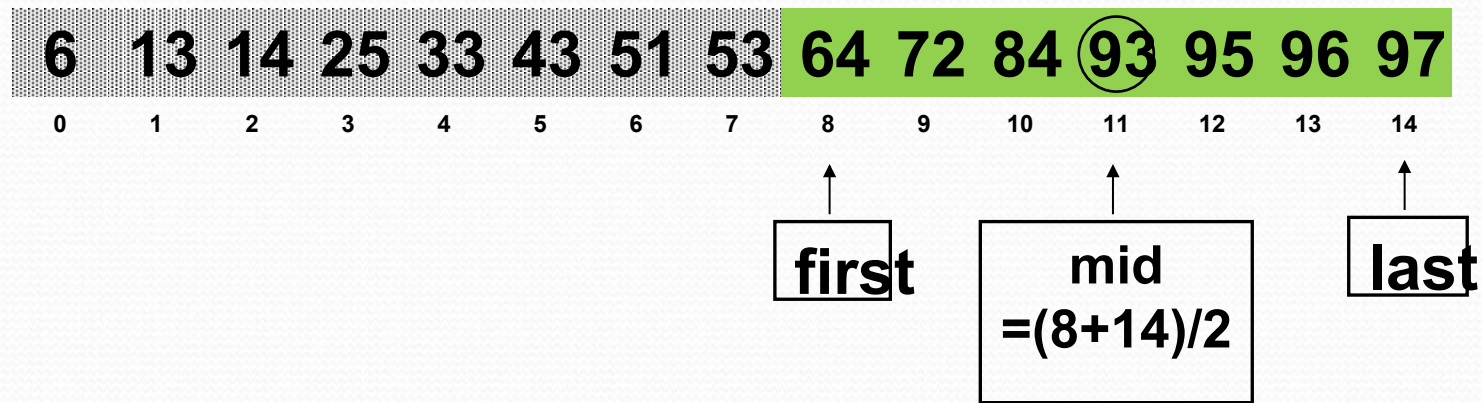 6 13 14 25 33 43 51 53 64 72 84 93 95 96 97
0 1 2 3 4 5 6 7 8 9 10 11 12 13 14
first
mid
=(8+14)/2
last